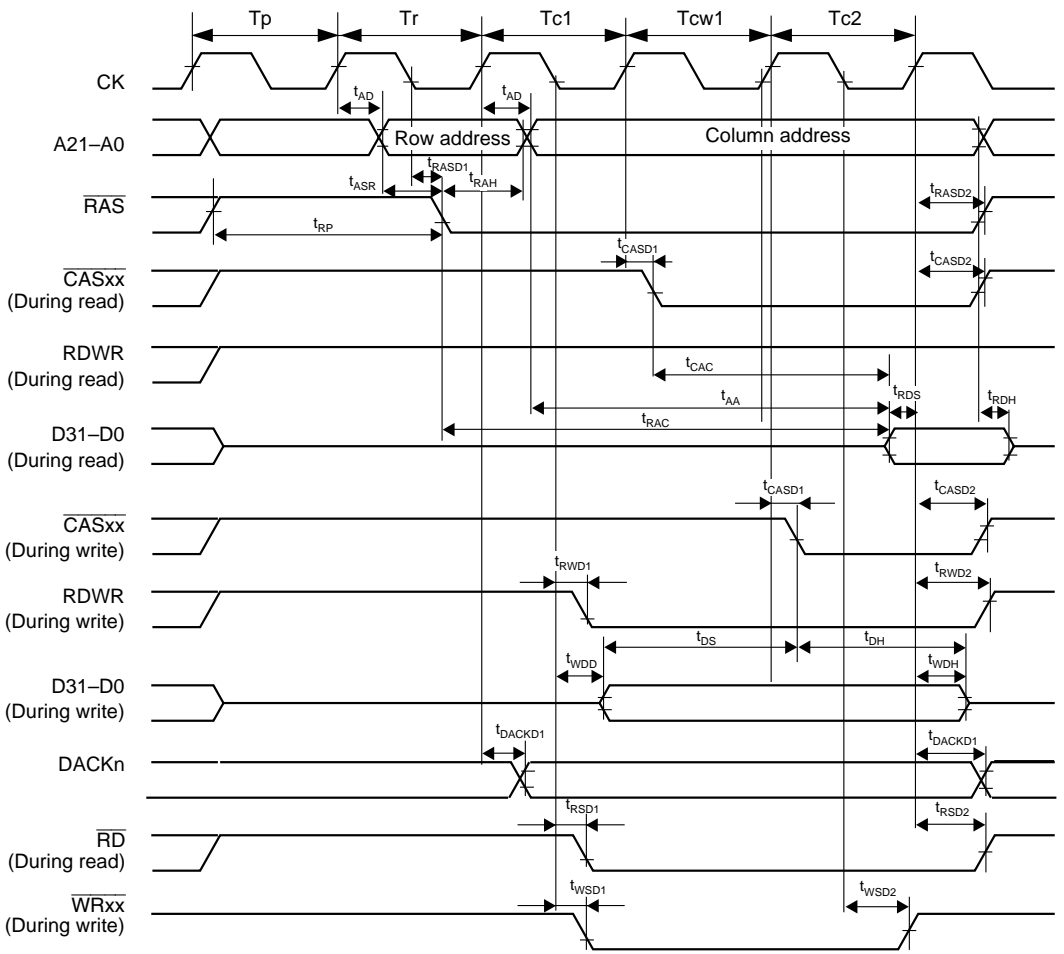 Tp Tr Tc1 Tcw1 Tc2
CK
tAD tAD
A21–A0 Row address Column address
tRASD1
tASR tRAH
RAS tRASD2
tRP
tCASD1 tCASD2
CASxx
(During read)
RDWR
(During read) tCAC
tAA tRDS tRDH
tRAC
D31–D0
(During read)
tCASD1 tCASD2
CASxx
(During write)
tRWD1 tRWD2
RDWR
(During write)
tDS tDH
tWDD tWDH
D31–D0
(During write)
tDACKD1 tDACKD1
DACKn
tRSD1 tRSD2
RD
(During read)
tWSD1 tWSD2
WRxx
(During write)